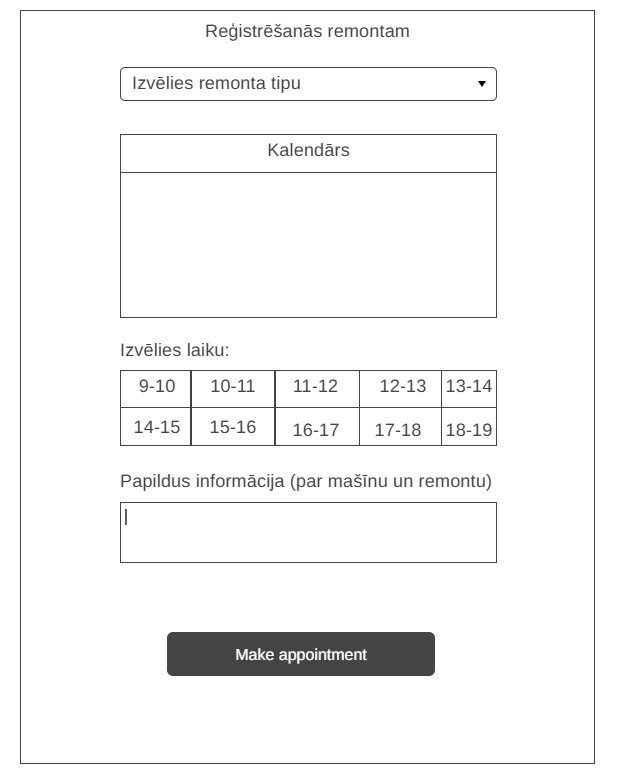 Reģistrēšanās remontam
Izvēlies remonta tipu
Kalendārs
Izvēlies laiku:
9-10 10-11 11-12 12-13 13-14
14-15 15-16 16-17 17-18 18-19
Papildus informācija (par mašīnu un remontu)
Make appointment